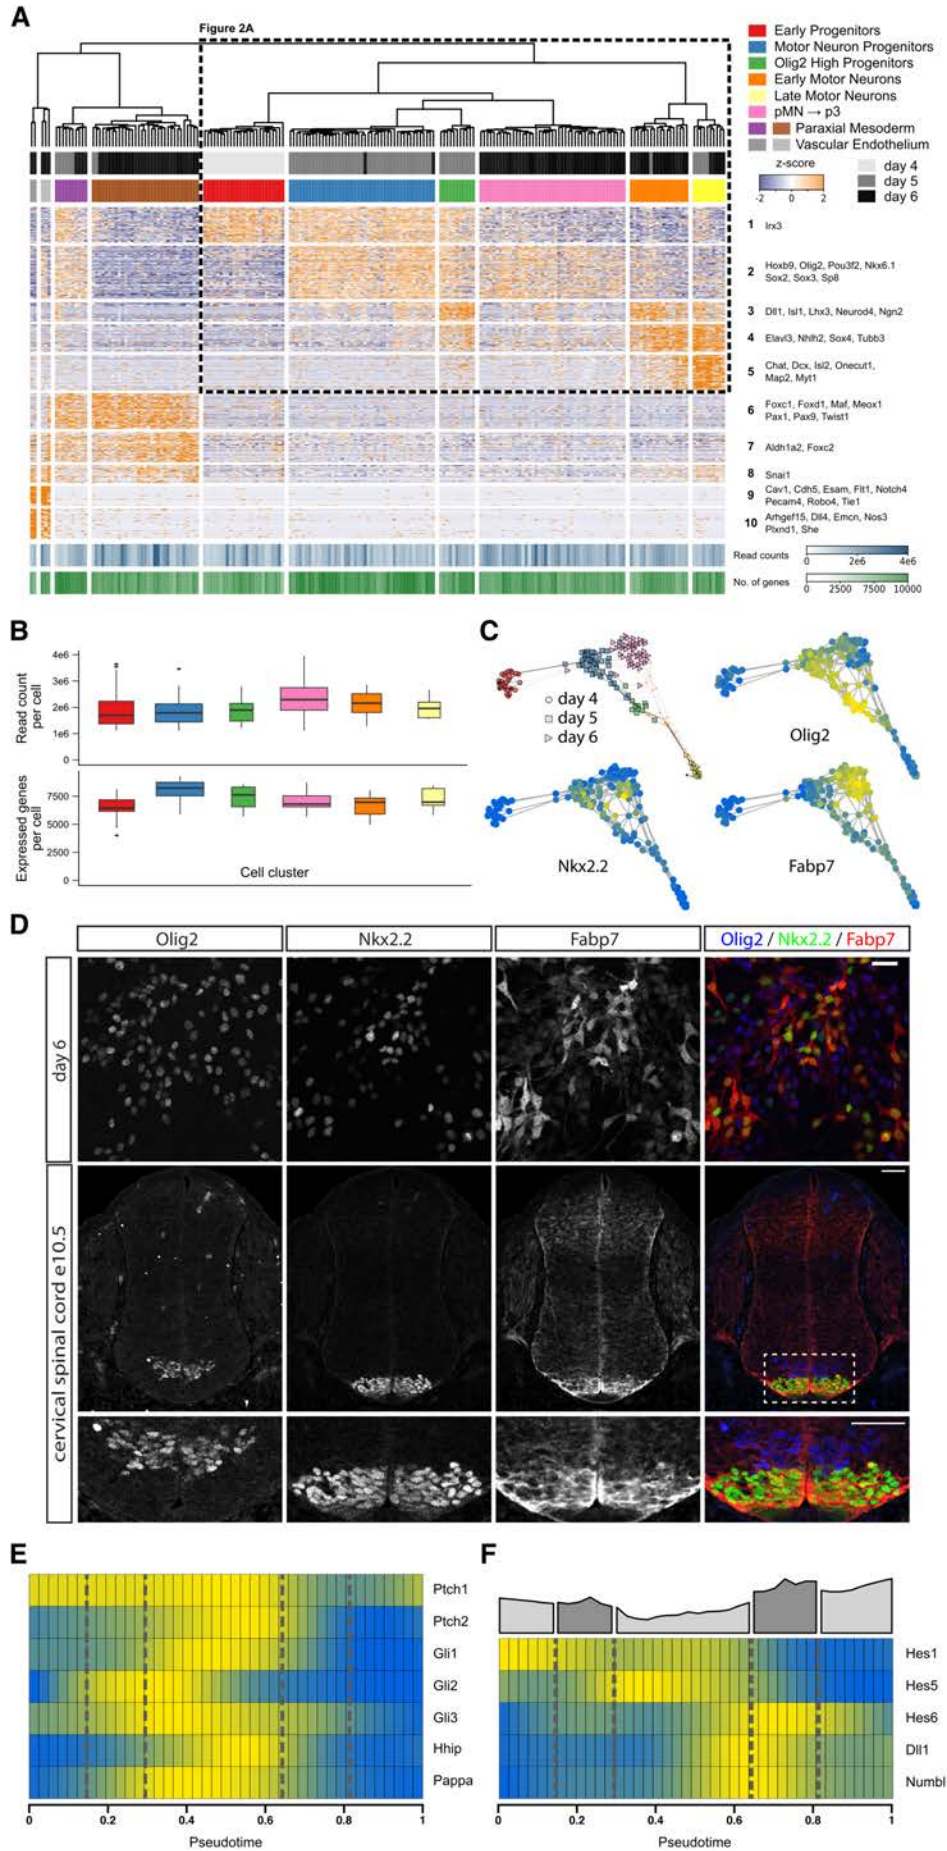 A
Figure 2A
Early Progenitors
Motor Neuron Progenitors
Olig2 High Progenitors
Early Motor Neurons
Late Motor Neurons
pMN → p3
Paraxial Mesoderm
Vascular Endothelium
z-score
-2 0 2
day 4
day 5
day 6
1 Irx3
2 Hoxb9, Olig2, Pou3f2, Nkx6.1
Sox2, Sox3, Sp8
3 Dll1, Isl1, Lhx3, Neurod4, Ngn2
4 Elavl3, Nhlh2, Sox4, Tubb3
5 Chat, Dcx, Isl2, Onecut1,
Map2, Myt1
6 Foxc1, Foxd1, Maf, Meox1
Pax1, Pax9, Twist1
7 Aldh1a2, Foxc2
8 Snai1
9 Cav1, Cdh5, Esam, Flt1, Notch4
Pecam4, Robo4, Tie1
10 Arhgef15, Dll4, Emcn, Nos3
Plxnd1, She
Read counts
0 2e6 4e6
No. of genes
0 2500 5000 7500 10000
B
Read count
per cell
4e6
3e6
2e6
1e6
0
Expressed genes
per cell
7500
5000
2500
0
Cell cluster
C
day 4
day 5
day 6
Olig2
Nkx2.2
Fabp7
D
Olig2
Nkx2.2
Fabp7
Olig2 / Nkx2.2 / Fabp7
day 6
cervical spinal cord e10.5
E
Ptch1
Ptch2
Gli1
Gli2
Gli3
Hhip
Pappa
0 0.2 0.4 0.6 0.8 1
Pseudotime
F
Hes1
Hes5
Hes6
Dll1
Numbl
0 0.2 0.4 0.6 0.8 1
Pseudotime